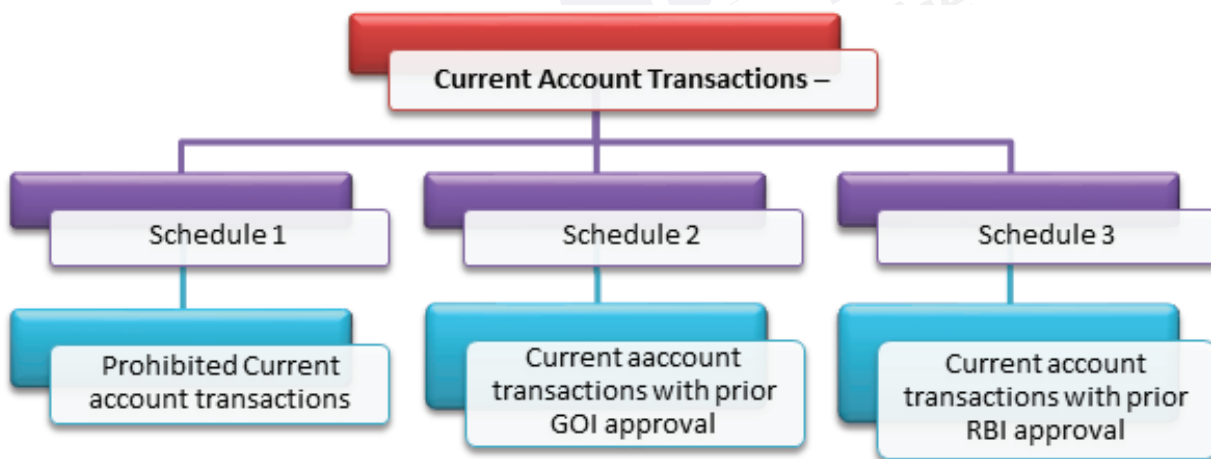 Current Account Transactions –
Schedule 1
Schedule 2
Schedule 3
Prohibited Current
account transactions
Current aaccount
transactions with prior
GOI approval
Current account
transactions with prior
RBI approval